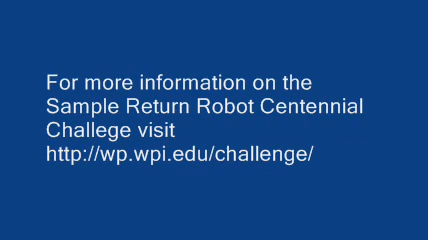 For more information on the
Sample Return Robot Centennial
Challege visit
http://wp.wpi.edu/challenge/